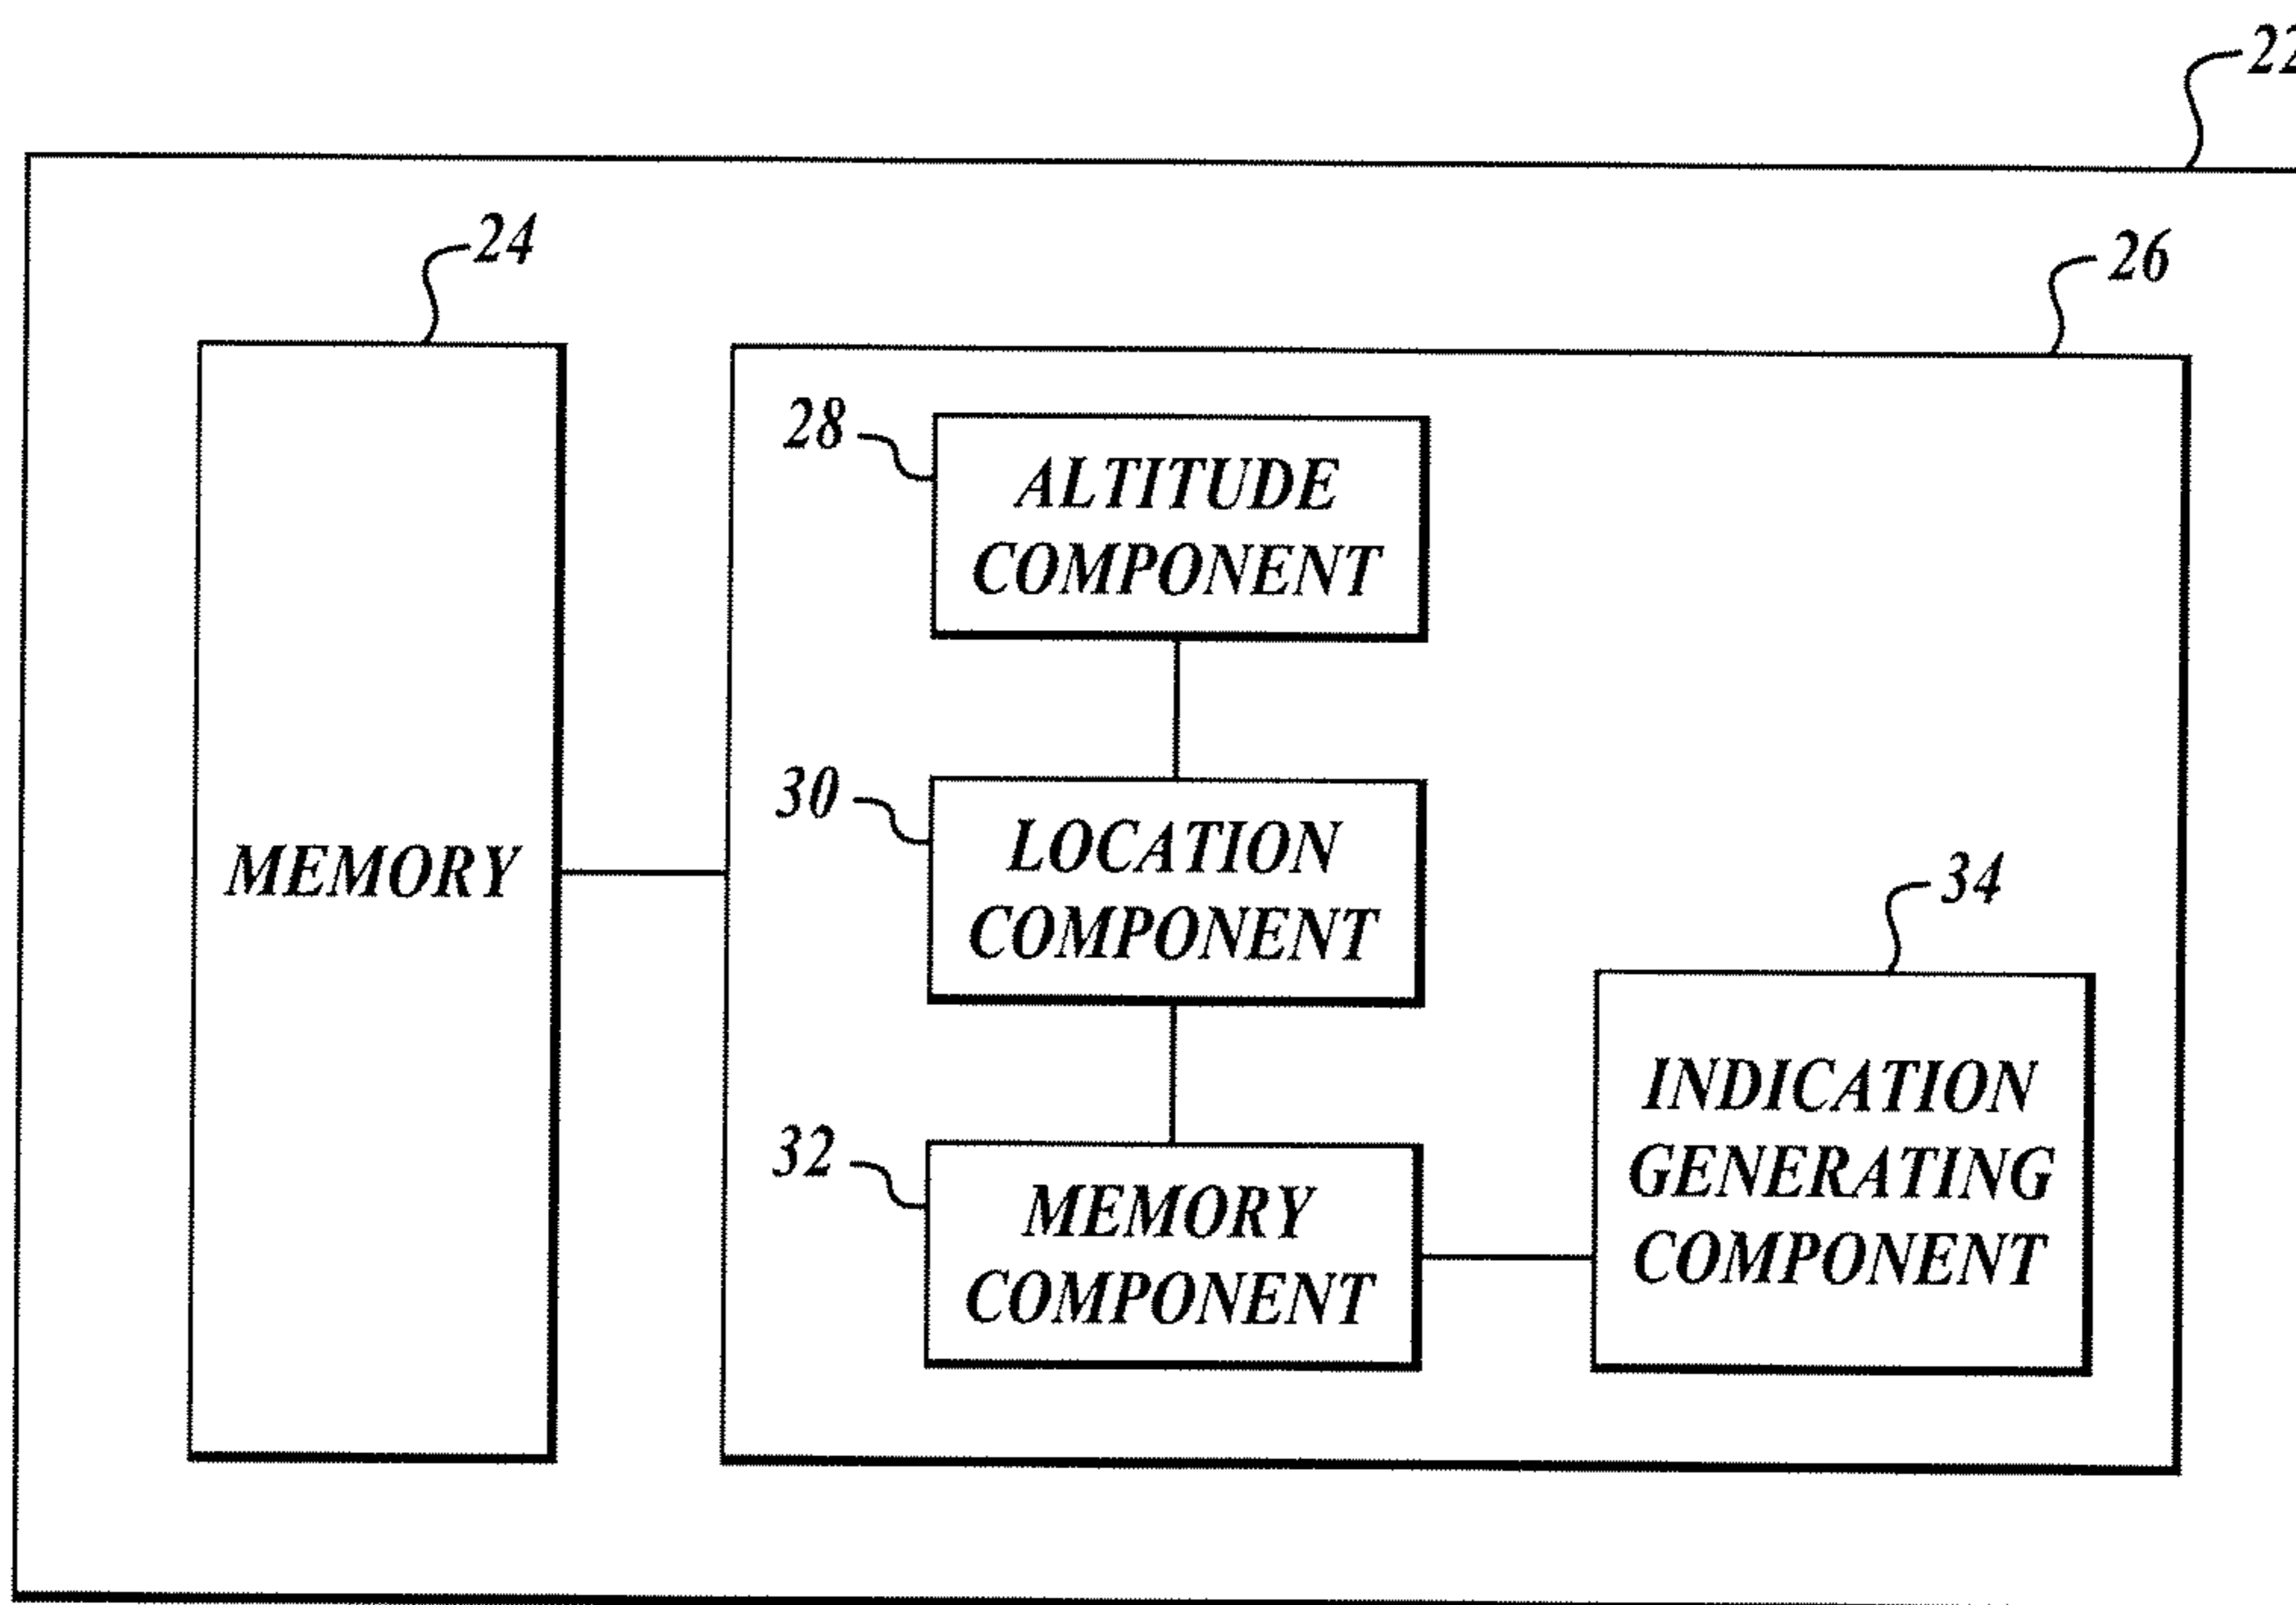 22
24
26
28
ALTITUDE
COMPONENT
30
LOCATION
COMPONENT
MEMORY
34
32
MEMORY
COMPONENT
INDICATION
GENERATING
COMPONENT